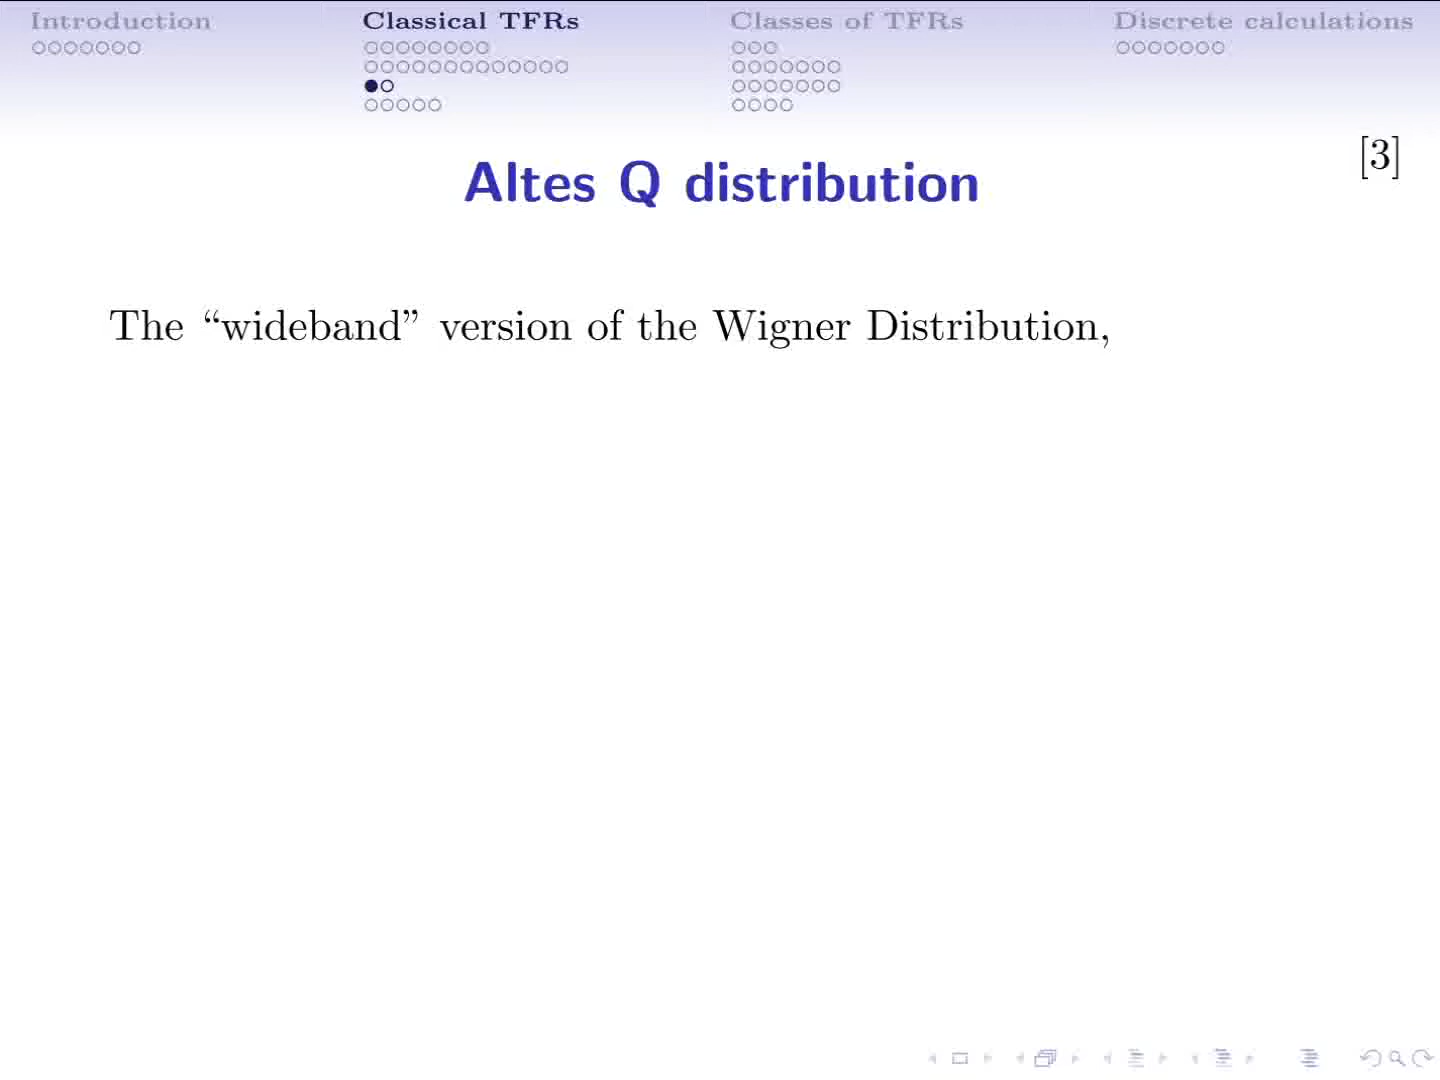 Introduction
Classical TFRs
Classes of TFRs
Discrete calculations
[3]
Altes Q distribution
The “wideband” version of the Wigner Distribution,